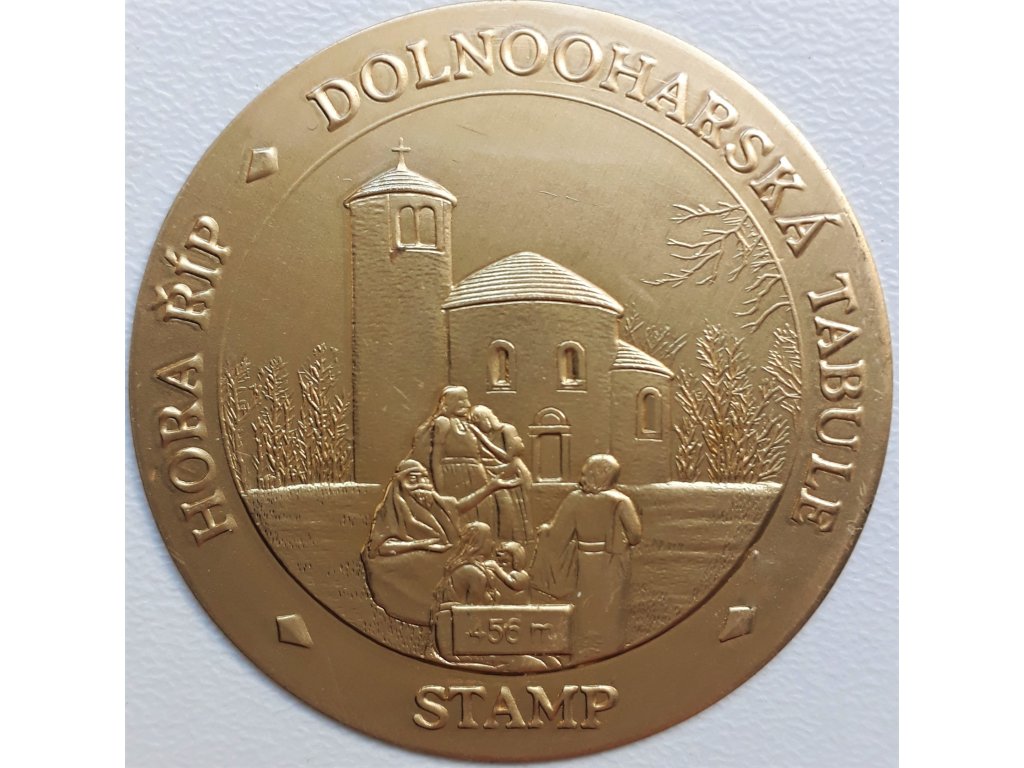 HORA ŘÍP
DOLNOOHARSKÁ TABULE
STAMP
456 m